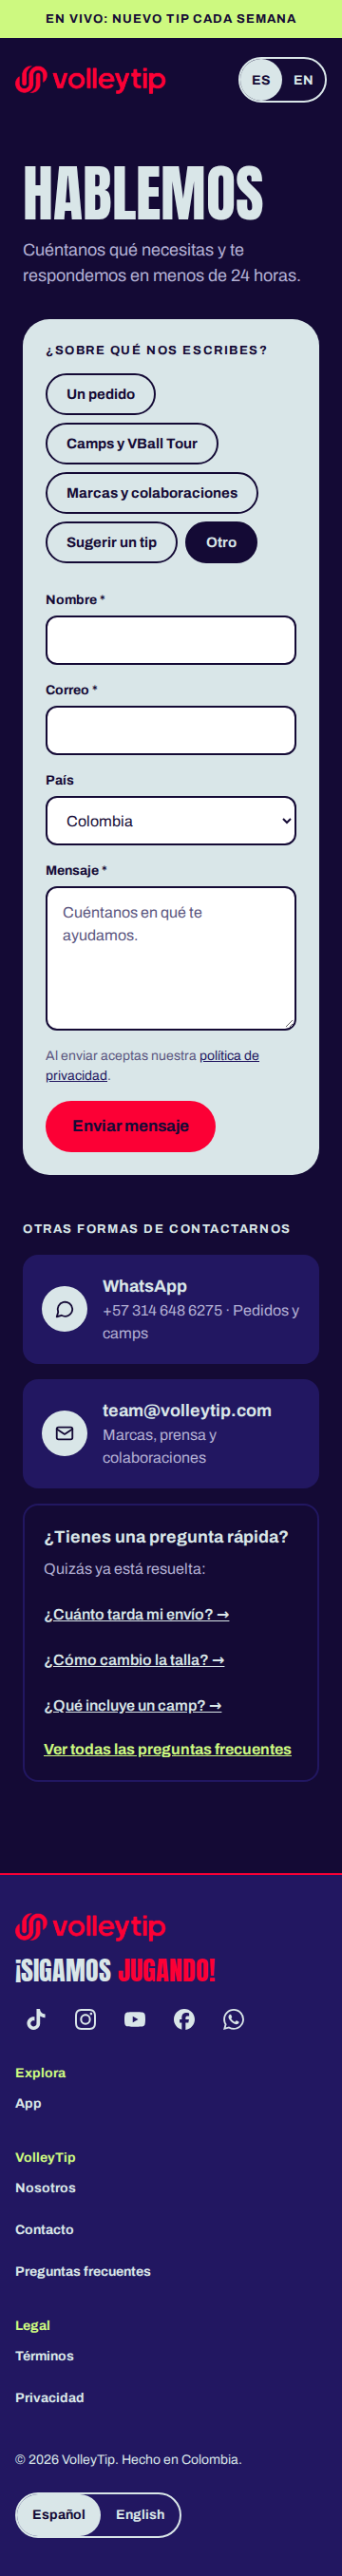 EN VIVO: NUEVO TIP CADA SEMANA
volleytip
ES EN
HABLEMOS
Cuéntanos qué necesitas y te
respondemos en menos de 24 horas.
¿SOBRE QUÉ NOS ESCRIBES?
Un pedido
Camps y VBall Tour
Marcas y colaboraciones
Sugerir un tip Otro
Nombre *
Correo *
País
Colombia
Mensaje *
Cuéntanos en qué te
ayudamos.
Al enviar aceptas nuestra política de
privacidad.
Enviar mensaje
OTRAS FORMAS DE CONTACTARNOS
WhatsApp
+57 314 648 6275 · Pedidos y
camps
team@volleytip.com
Marcas, prensa y
colaboraciones
¿Tienes una pregunta rápida?
Quizás ya está resuelta:
¿Cuánto tarda mi envío? →
¿Cómo cambio la talla? →
¿Qué incluye un camp? →
Ver todas las preguntas frecuentes
volleytip
¡SIGAMOS JUGANDO!
Explora
App
VolleyTip
Nosotros
Contacto
Preguntas frecuentes
Legal
Términos
Privacidad
© 2026 VolleyTip. Hecho en Colombia.
Español English